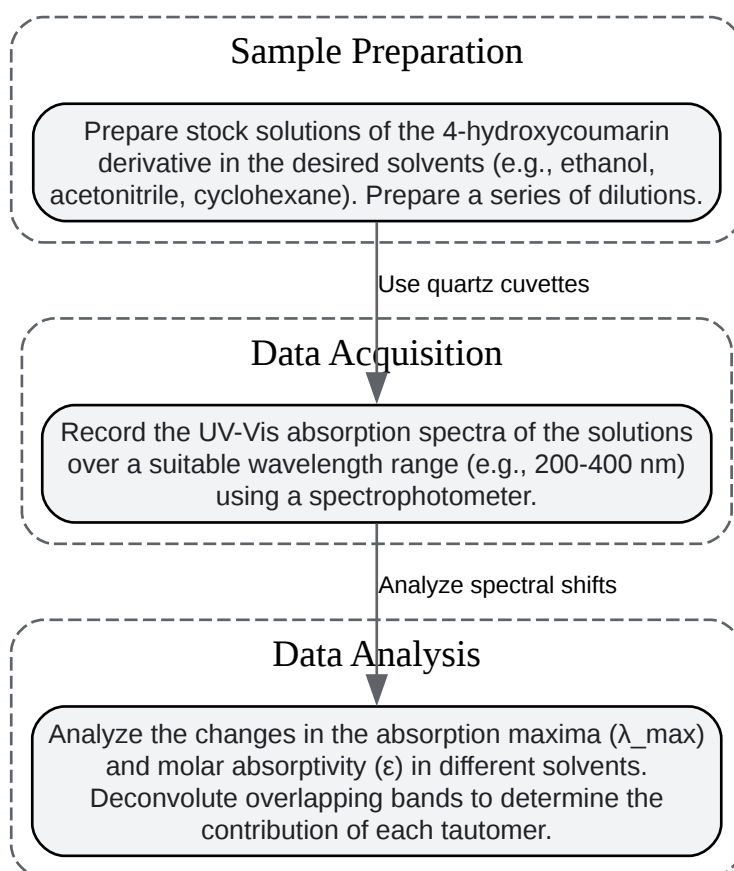 Sample Preparation
Prepare stock solutions of the 4-hydroxycoumarin
derivative in the desired solvents (e.g., ethanol,
acetonitrile, cyclohexane). Prepare a series of dilutions.
Use quartz cuvettes
Data Acquisition
Record the UV-Vis absorption spectra of the solutions
over a suitable wavelength range (e.g., 200-400 nm)
using a spectrophotometer.
Analyze spectral shifts
Data Analysis
Analyze the changes in the absorption maxima (λ_max)
and molar absorptivity (ε) in different solvents.
Deconvolute overlapping bands to determine the
contribution of each tautomer.